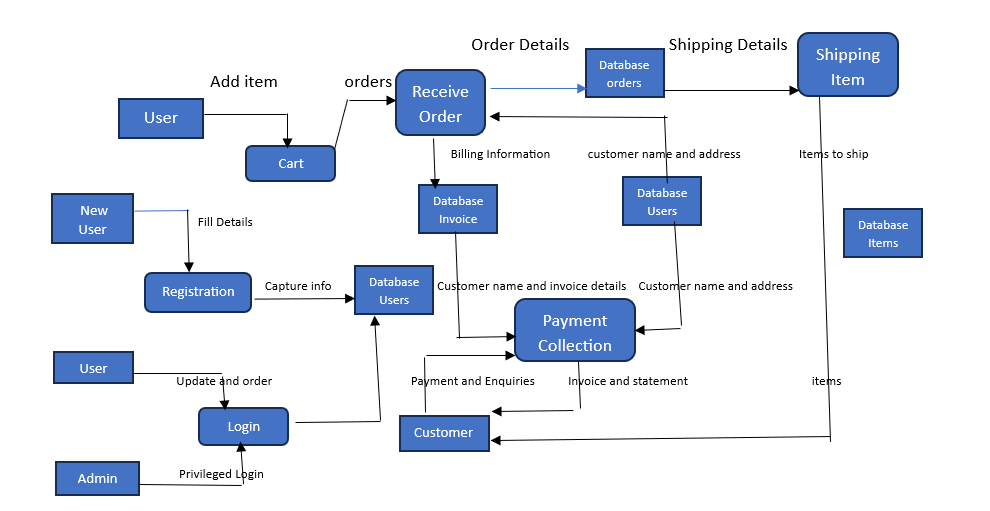 Order Details
Shipping Details
Shipping
Item
Add item
orders
Receive
Order
Database
orders
User
Cart
Billing Information
customer name and address
Items to ship
New
User
Fill Details
Database
Invoice
Database
Users
Database
Items
Registration
Capture info
Database
Users
Customer name and invoice details
Customer name and address
Payment
Collection
User
Update and order
Payment and Enquiries
Invoice and statement
items
Login
Customer
Admin
Privileged Login